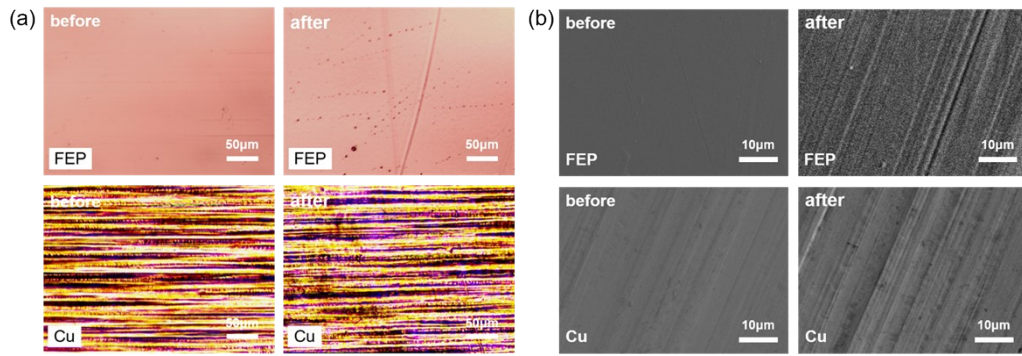 (a)
before
50μm
FEP
after
50μm
FEP
before
50μm
Cu
after
50μm
Cu
(b)
before
FEP
10μm
after
FEP
10μm
before
Cu
10μm
after
Cu
10μm